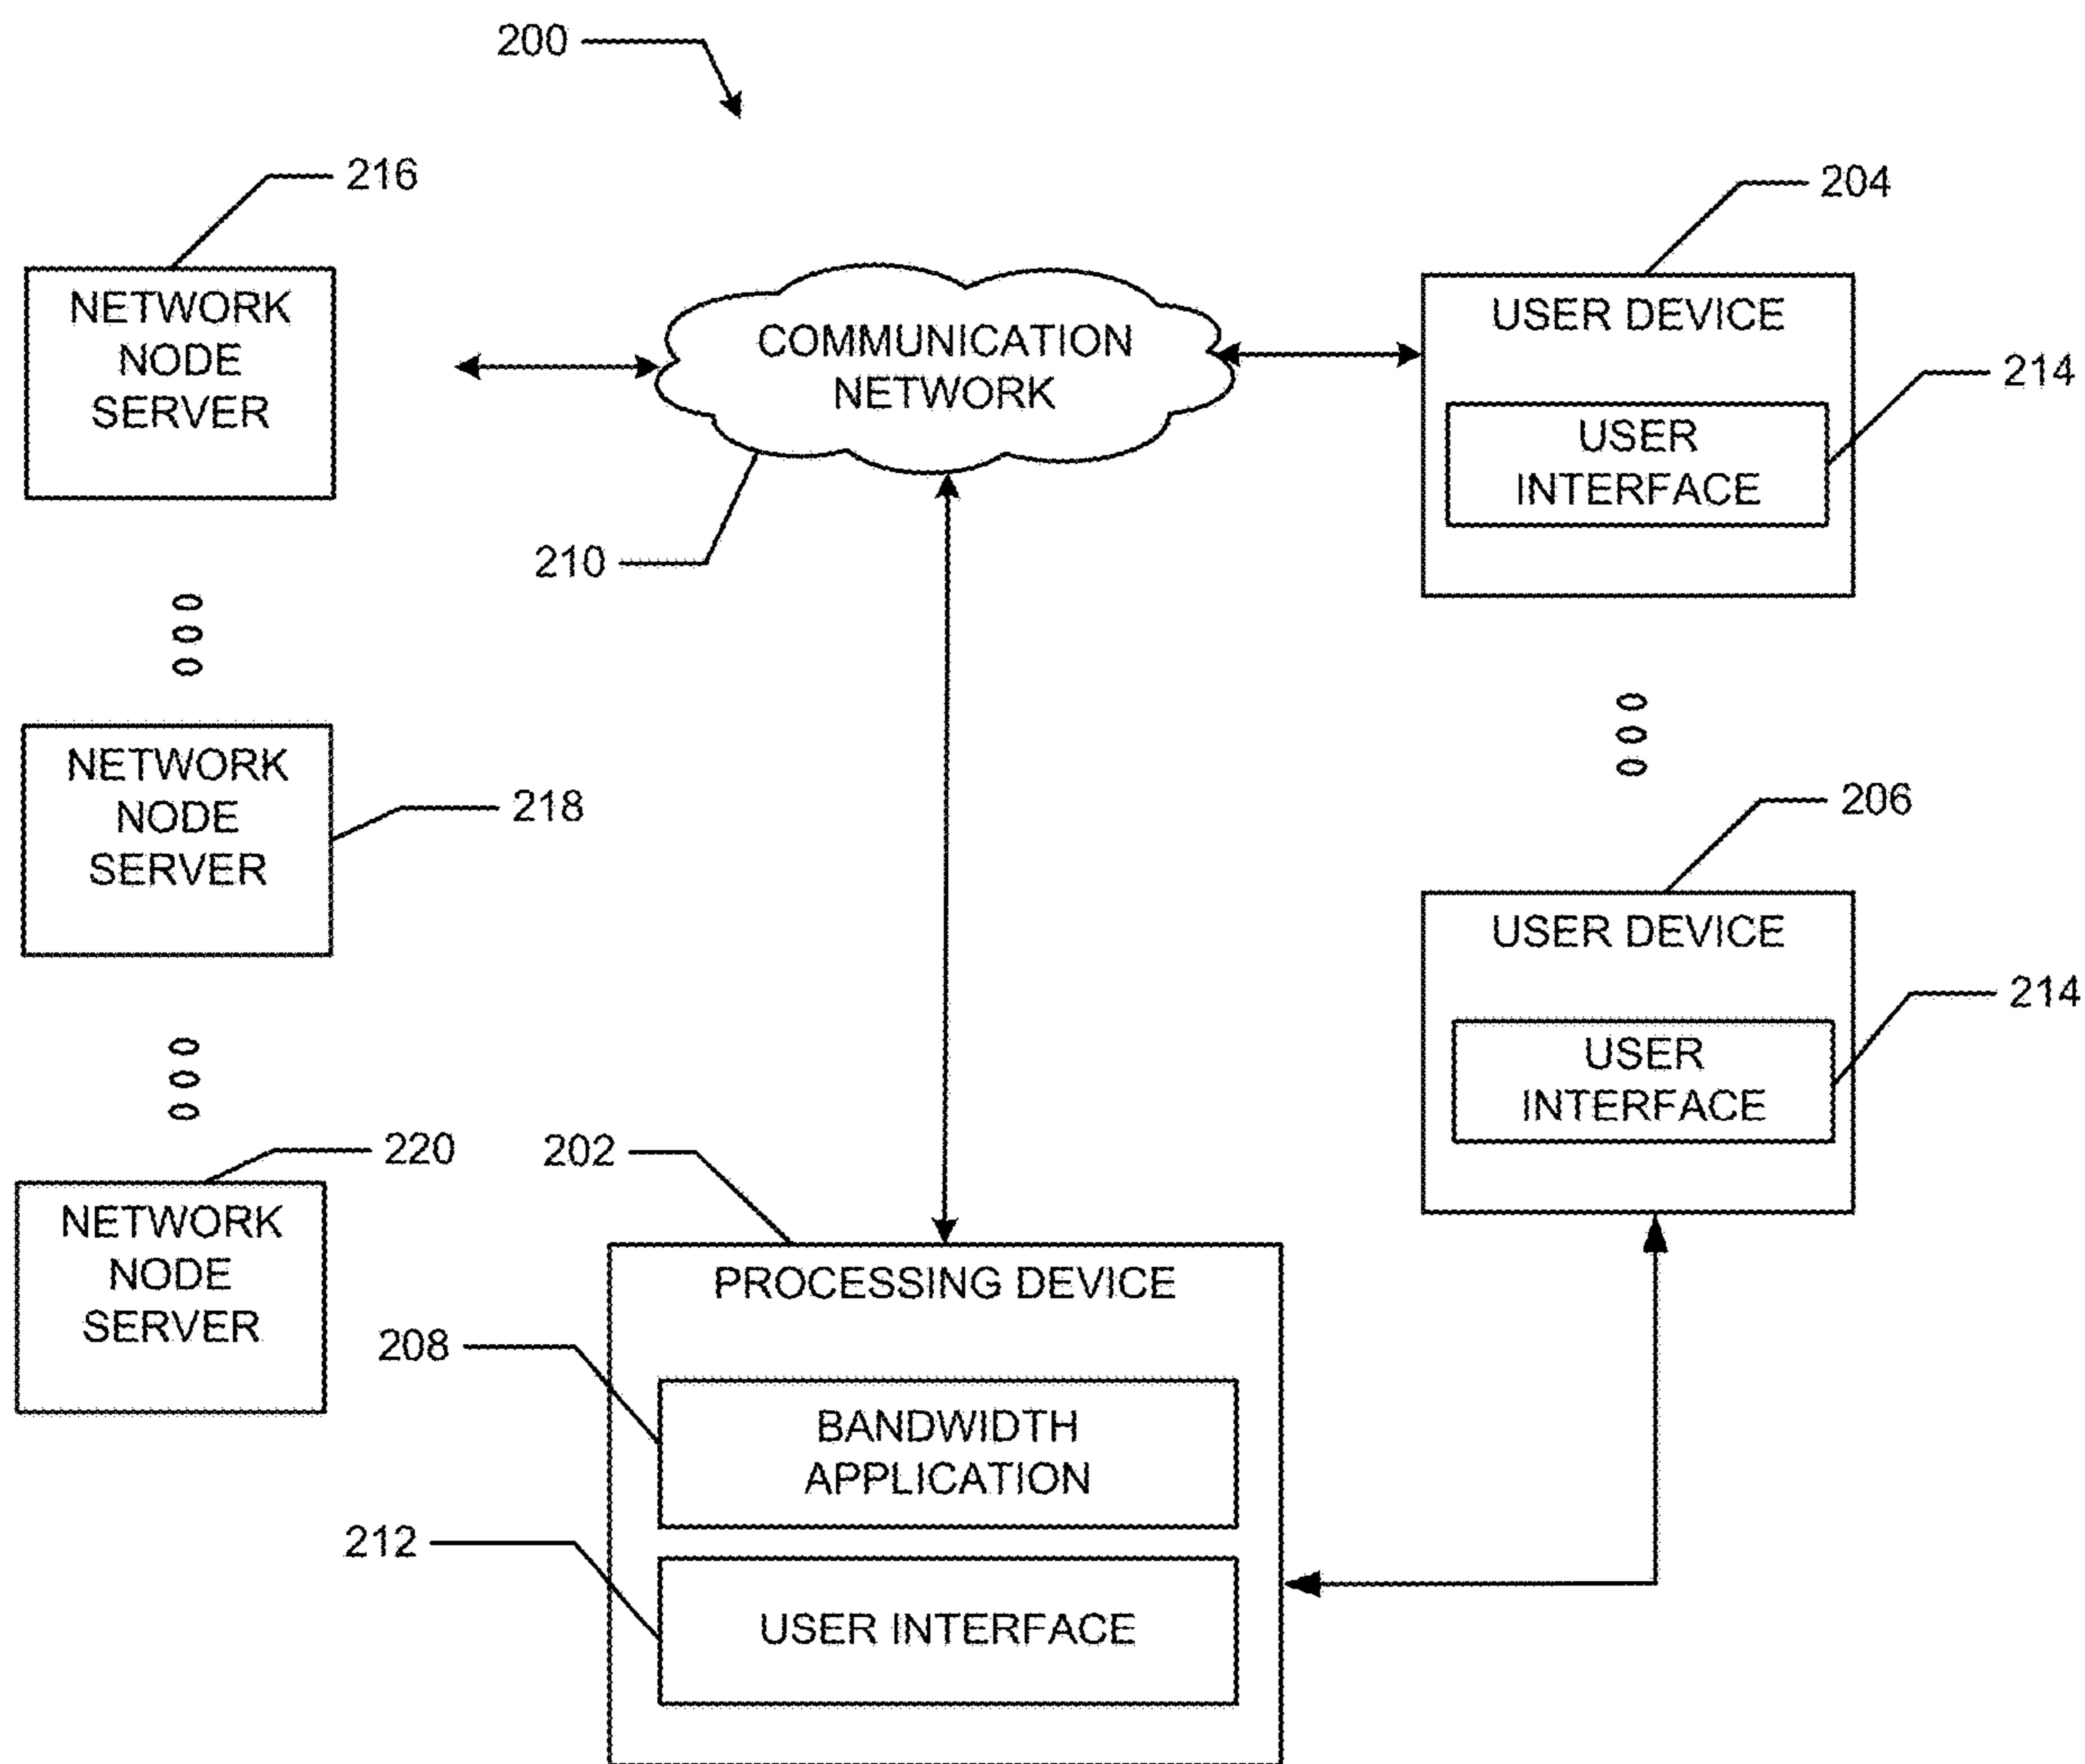 200
216
204
NETWORK
NODE
SERVER
COMMUNICATION
NETWORK
USER DEVICE
214
USER
INTERFACE
210
NETWORK
NODE
SERVER
218
206
USER DEVICE
214
USER
INTERFACE
220
202
NETWORK
NODE
SERVER
PROCESSING DEVICE
208
BANDWIDTH
APPLICATION
212
USER INTERFACE